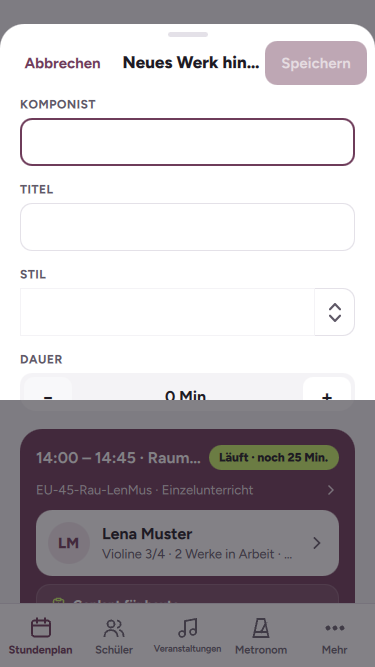 Abbrechen Neues Werk hin... Speichern
KOMPONIST
TITEL
STIL
DAUER
– 0 Min +
14:00 – 14:45 · Raum... Läuft · noch 25 Min.
EU-45-Rau-LenMus · Einzelunterricht
LM Lena Muster
Violine 3/4 · 2 Werke in Arbeit · ...
Stundenplan Schüler Veranstaltungen Metronom Mehr